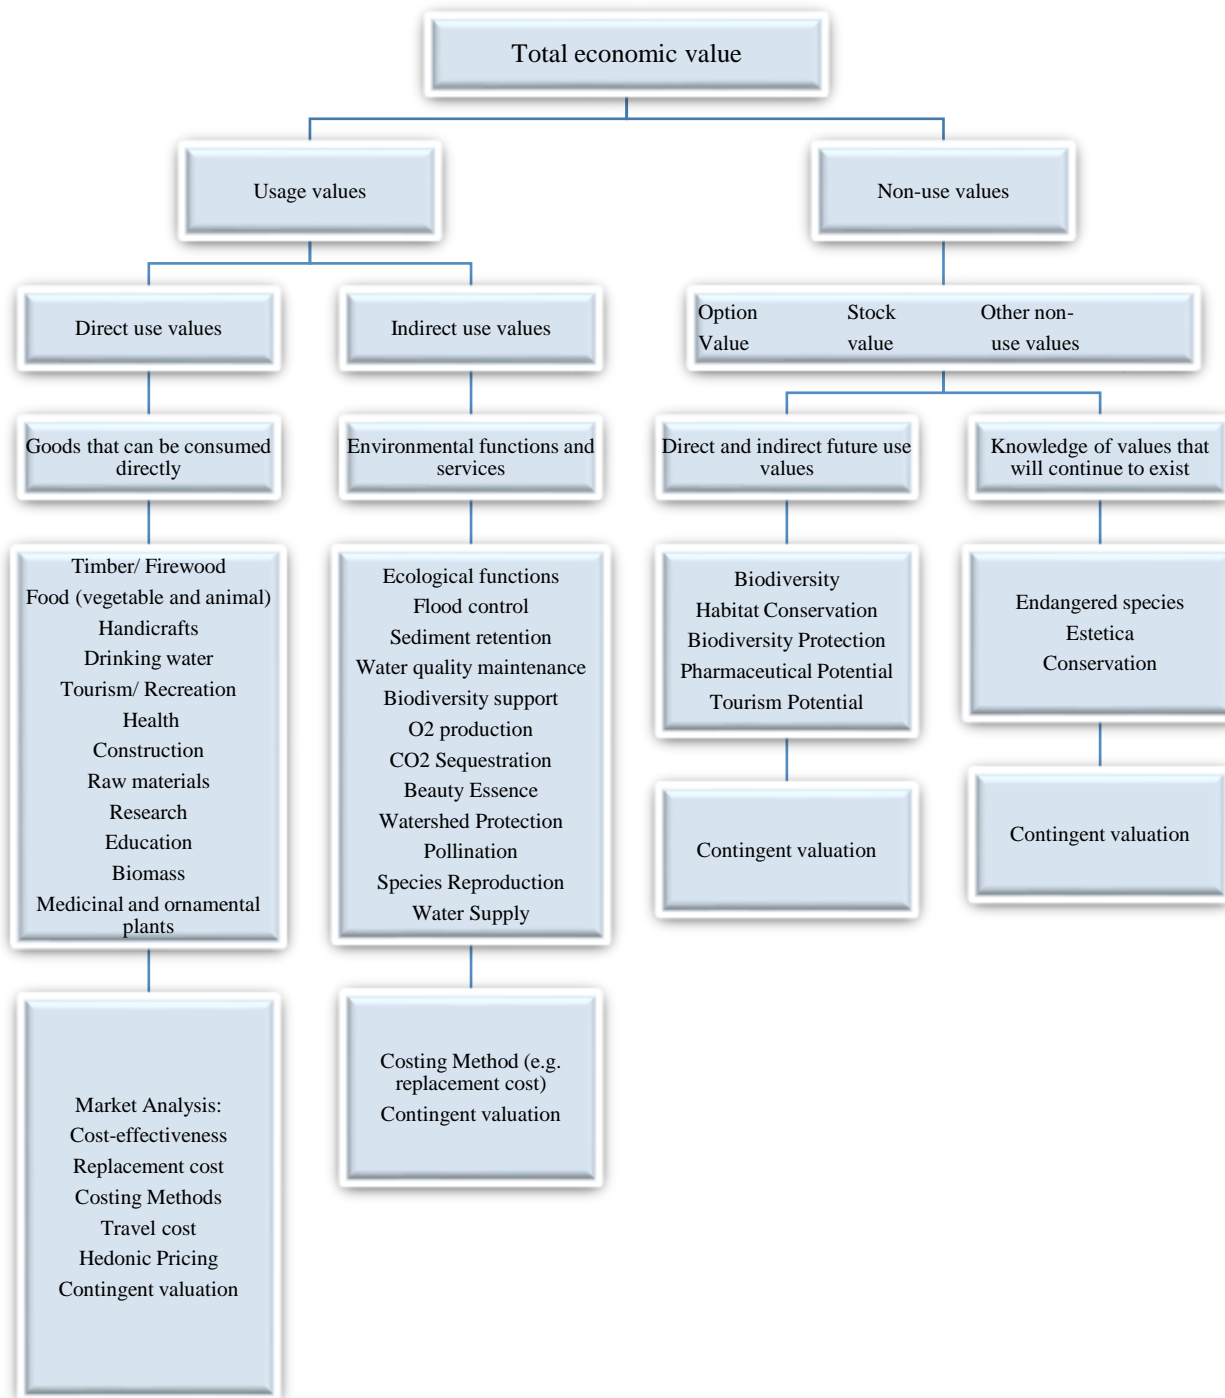 Total economic value
Usage values
Non-use values
Direct use values
Indirect use values
Option Stock Other non-
Value value use values
Goods that can be consumed
directly
Environmental functions and
services
Direct and indirect future use
values
Knowledge of values that
will continue to exist
Timber/ Firewood
Food (vegetable and animal)
Handicrafts
Drinking water
Tourism/ Recreation
Health
Construction
Raw materials
Research
Education
Biomass
Medicinal and ornamental
plants
Ecological functions
Flood control
Sediment retention
Water quality maintenance
Biodiversity support
O2 production
CO2 Sequestration
Beauty Essence
Watershed Protection
Pollination
Species Reproduction
Water Supply
Biodiversity
Habitat Conservation
Biodiversity Protection
Pharmaceutical Potential
Tourism Potential
Endangered species
Estetica
Conservation
Contingent valuation
Contingent valuation
Market Analysis:
Cost-effectiveness
Replacement cost
Costing Methods
Travel cost
Hedonic Pricing
Contingent valuation
Costing Method (e.g.
replacement cost)
Contingent valuation